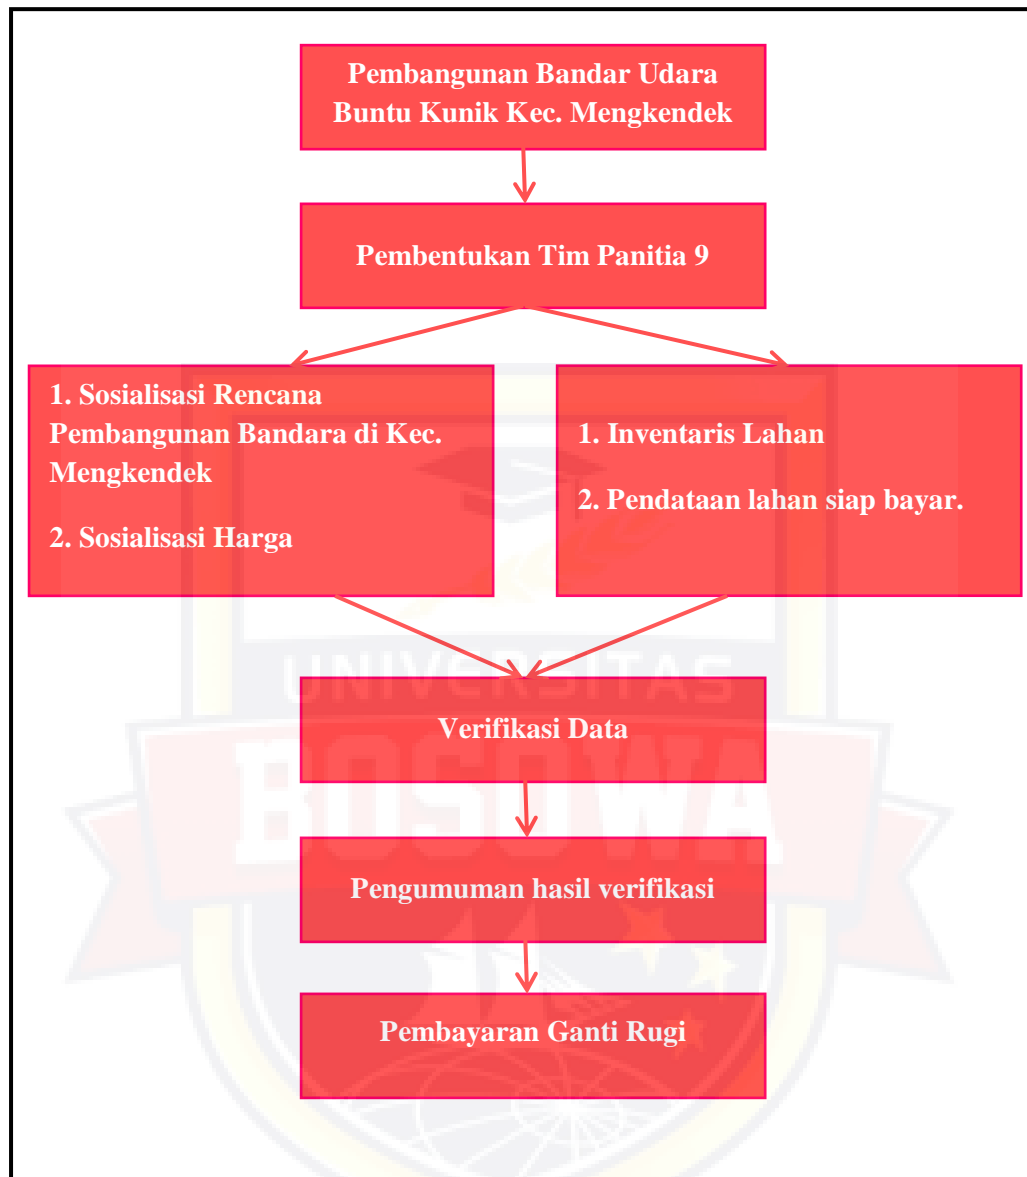 Pembangunan Bandar Udara
Buntu Kunik Kec. Mengkendek
Pembentukan Tim Panitia 9
1. Sosialisasi Rencana
Pembangunan Bandara di Kec.
Mengkendek
2. Sosialisasi Harga
1. Inventaris Lahan
2. Pendataan lahan siap bayar.
UNIVERSITAS
Verifikasi Data
BOSOWA
Pengumuman hasil verifikasi
Pembayaran Ganti Rugi